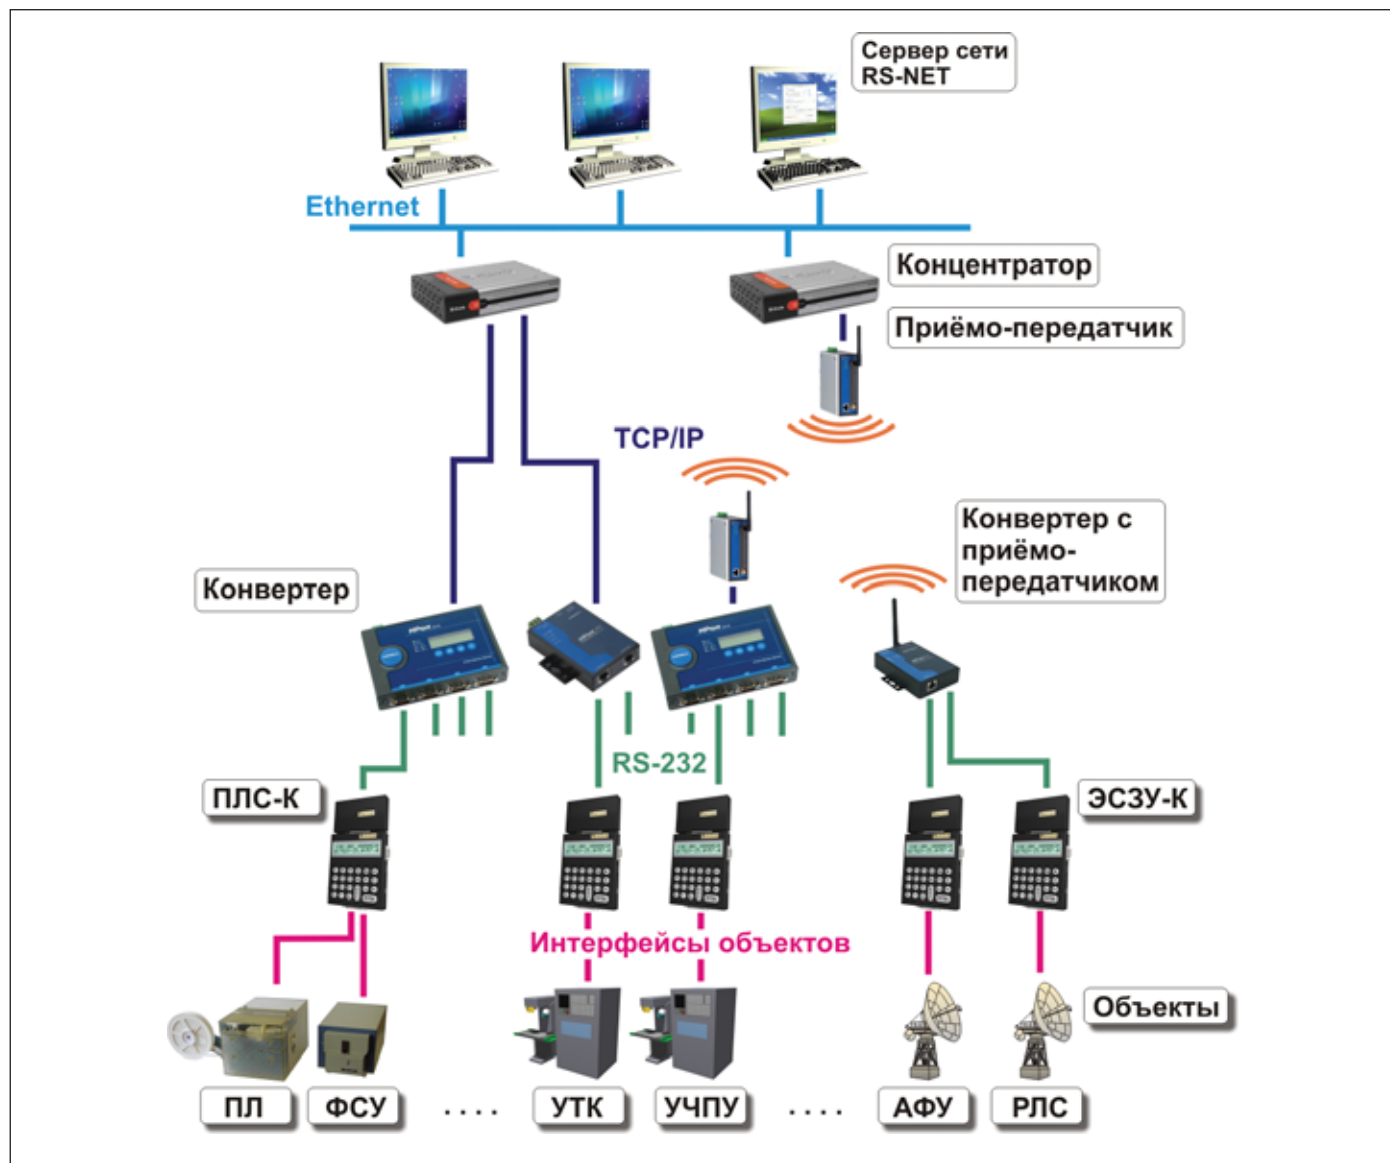 Сервер сети
RS-NET
Ethernet
Концентратор
Приёмо-передатчик
TCP/IP
Конвертер с
приёмо-
передатчиком
Конвертер
RS-232
ПЛС-К
ЭСЗУ-К
Интерфейсы объектов
Объекты
ПЛ
ФСУ
....
УТК
УЧПУ
....
АФУ
РЛС